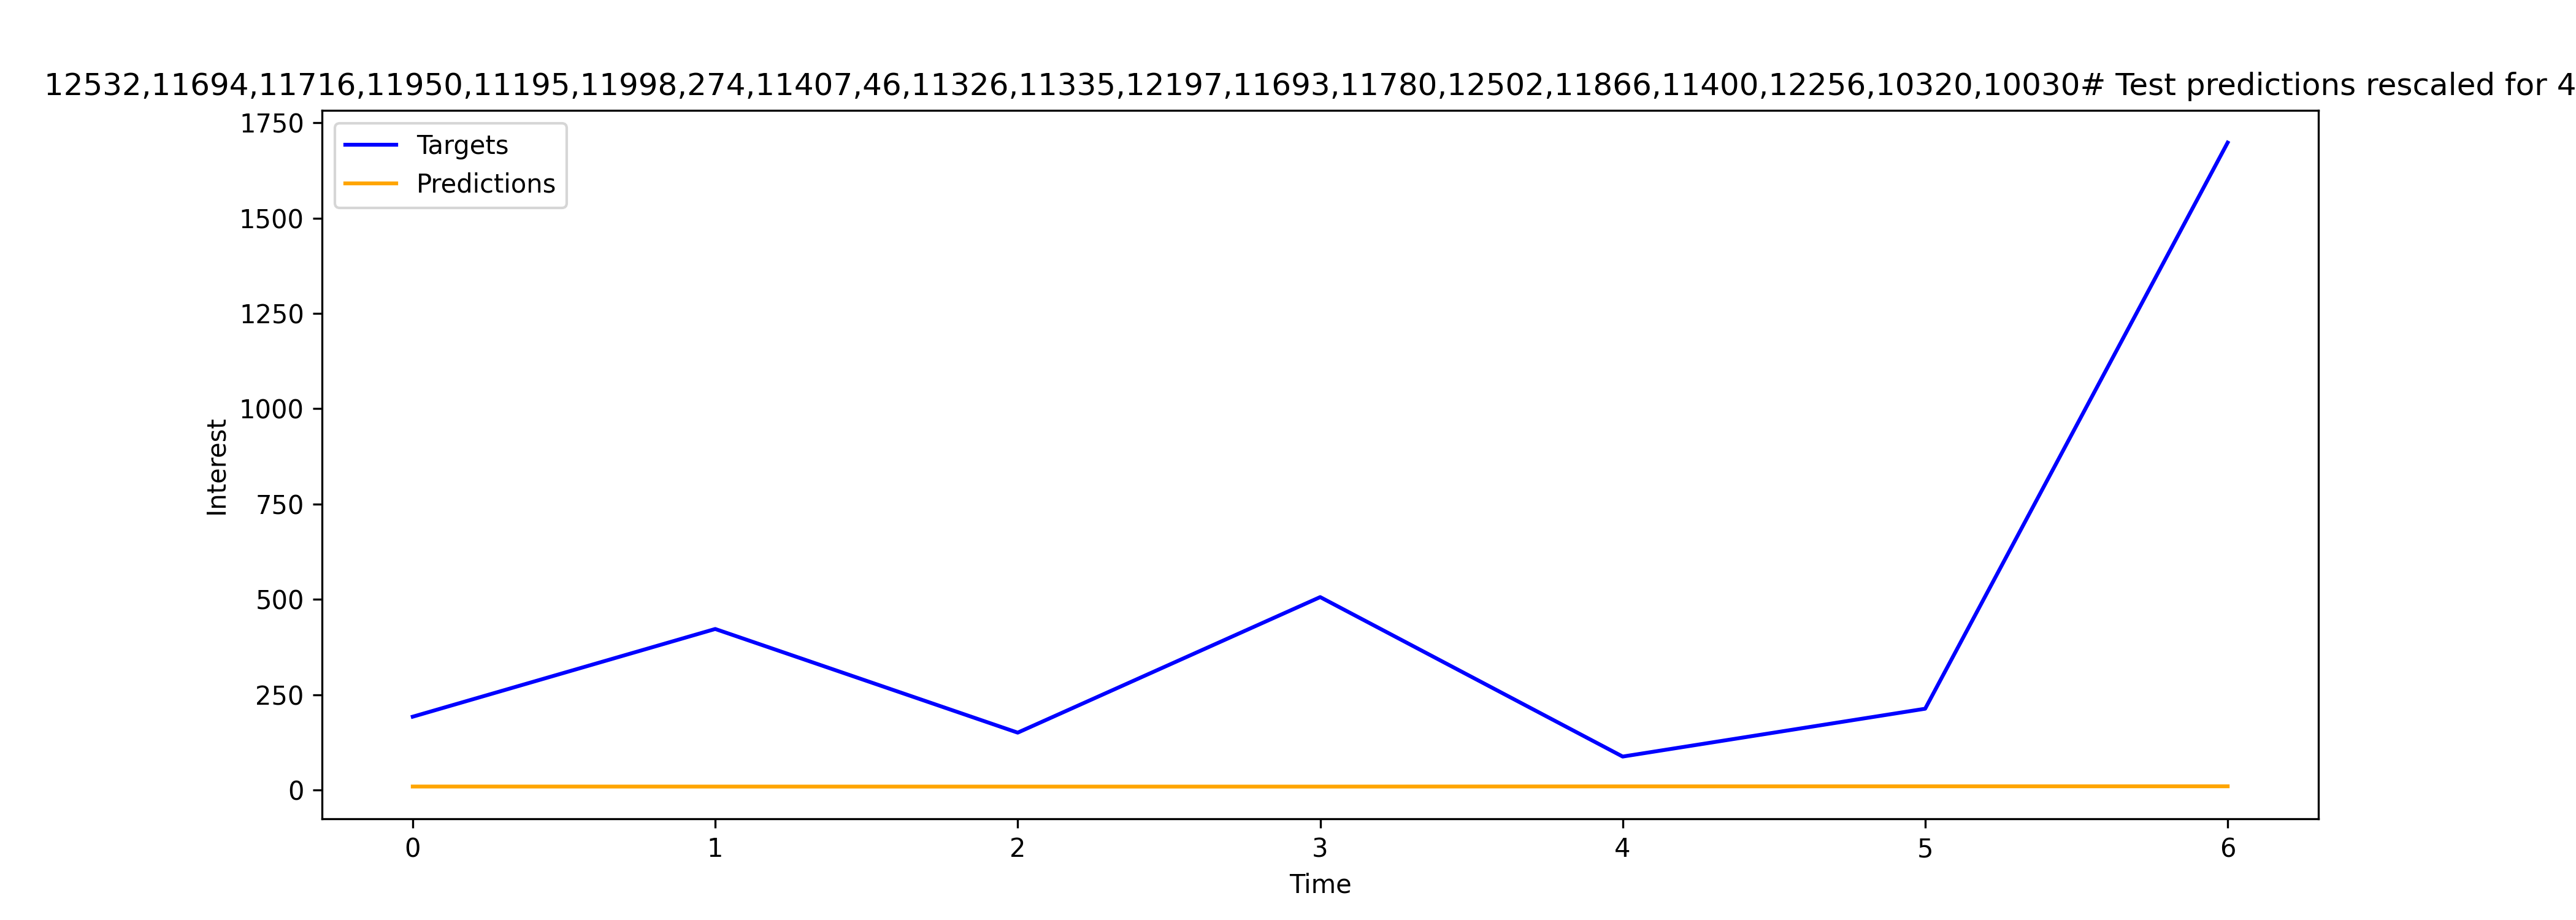 12532,11694,11716,11950,11195,11998,274,11407,46,11326,11335,12197,11693,11780,12502,11866,11400,12256,10320,10030# Test predictions rescaled for 4
Targets
Predictions
1750
1500
1250
1000
750
500
250
0
Interest
0 1 2 3 4 5 6
Time